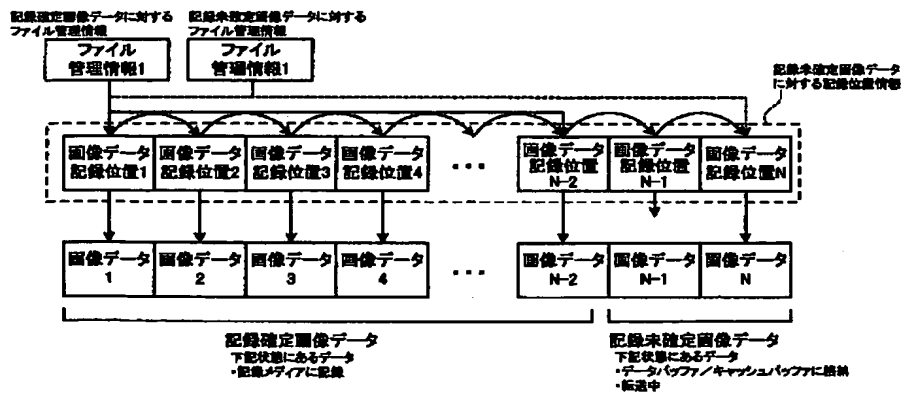 記録確定画像データに対する
ファイル管理情報
記録未確定画像データに対する
ファイル管理情報
ファイル
管理情報1
ファイル
管理情報1
記録未確定画像データ
に対する記録位置情報
画像データ
記録位置1
画像データ
記録位置2
画像データ
記録位置3
画像データ
記録位置4
・・・
画像データ
記録位置
N-2
画像データ
記録位置
N-1
画像データ
記録位置N
画像データ
1
画像データ
2
画像データ
3
画像データ
4
・・・
画像データ
N-2
画像データ
N-1
画像データ
N
記録確定画像データ
下記状態にあるデータ
・記録メディアに記録
記録未確定画像データ
下記状態にあるデータ
・データバッファ/キャッシュバッファに格納
・転送中